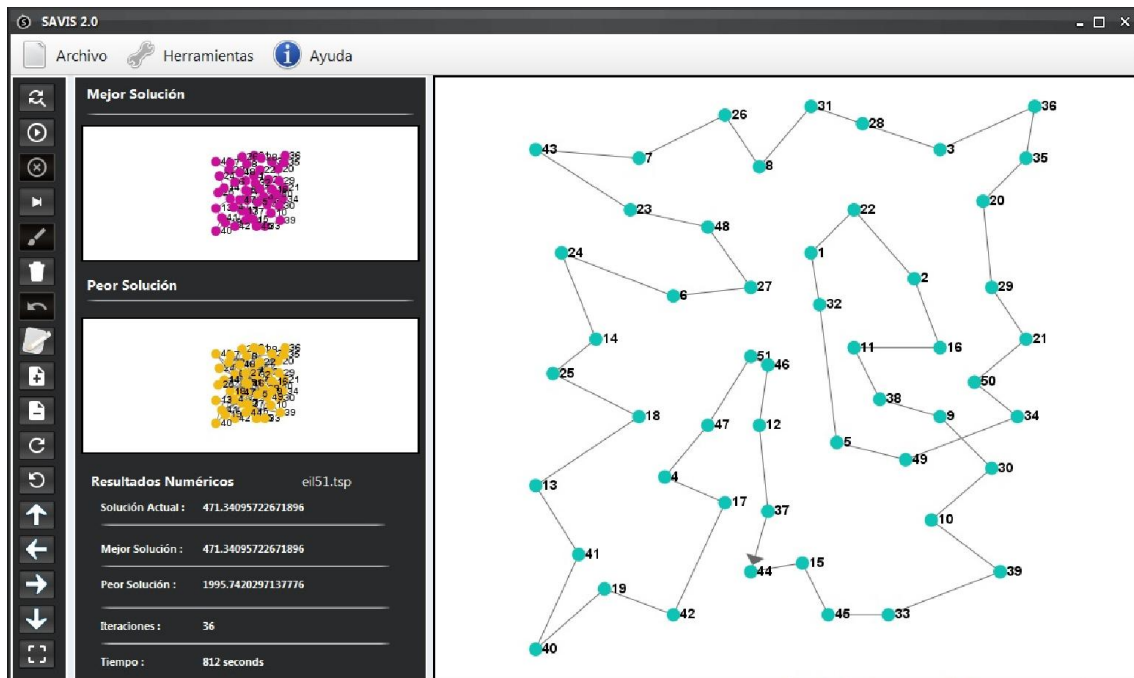 SAVIS 2.0
Archivo Herramientas Ayuda
Mejor Solución
Peor Solución
Resultados Numéricos eil51.tsp
Solución Actual : 471.34095722671896
Mejor Solución : 471.34095722671896
Peor Solución : 1995.7420297137776
Iteraciones : 36
Tiempo : 812 seconds
31 36
26
28
43 7 8 3 35
20
23 48 22
24 1
2
6 27 29
32
14 11 16 21
51
46
25 50
38
18 47 12 9 34
5
49
4 30
13 17
37 10
41
44 15 39
19
42 45 33
40